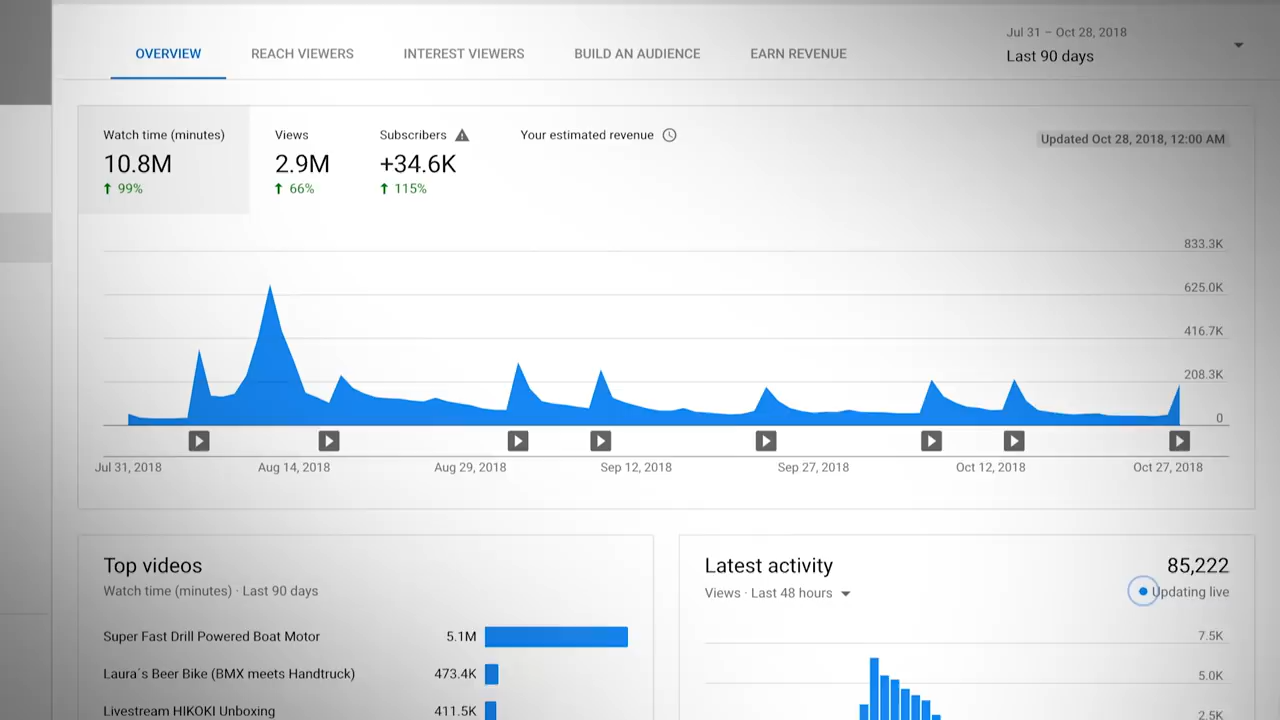 OVERVIEW
REACH VIEWERS
INTEREST VIEWERS
BUILD AN AUDIENCE
EARN REVENUE
Jul 31 – Oct 28, 2018
Last 90 days
Watch time (minutes)
10.8M
99%
Views
2.9M
66%
Subscribers
+34.6K
115%
Your estimated revenue
Updated Oct 28, 2018, 12:00 AM
833.3K
625.0K
416.7K
208.3K
0
Jul 31, 2018
Aug 14, 2018
Aug 29, 2018
Sep 12, 2018
Sep 27, 2018
Oct 12, 2018
Oct 27, 2018
Top videos
Watch time (minutes) · Last 90 days
Super Fast Drill Powered Boat Motor 5.1M
Laura´s Beer Bike (BMX meets Handtruck) 473.4K
Livestream HIKOKI Unboxing 411.5K
Latest activity
85,222
Views · Last 48 hours
Updating live
7.5K
5.0K
2.5K